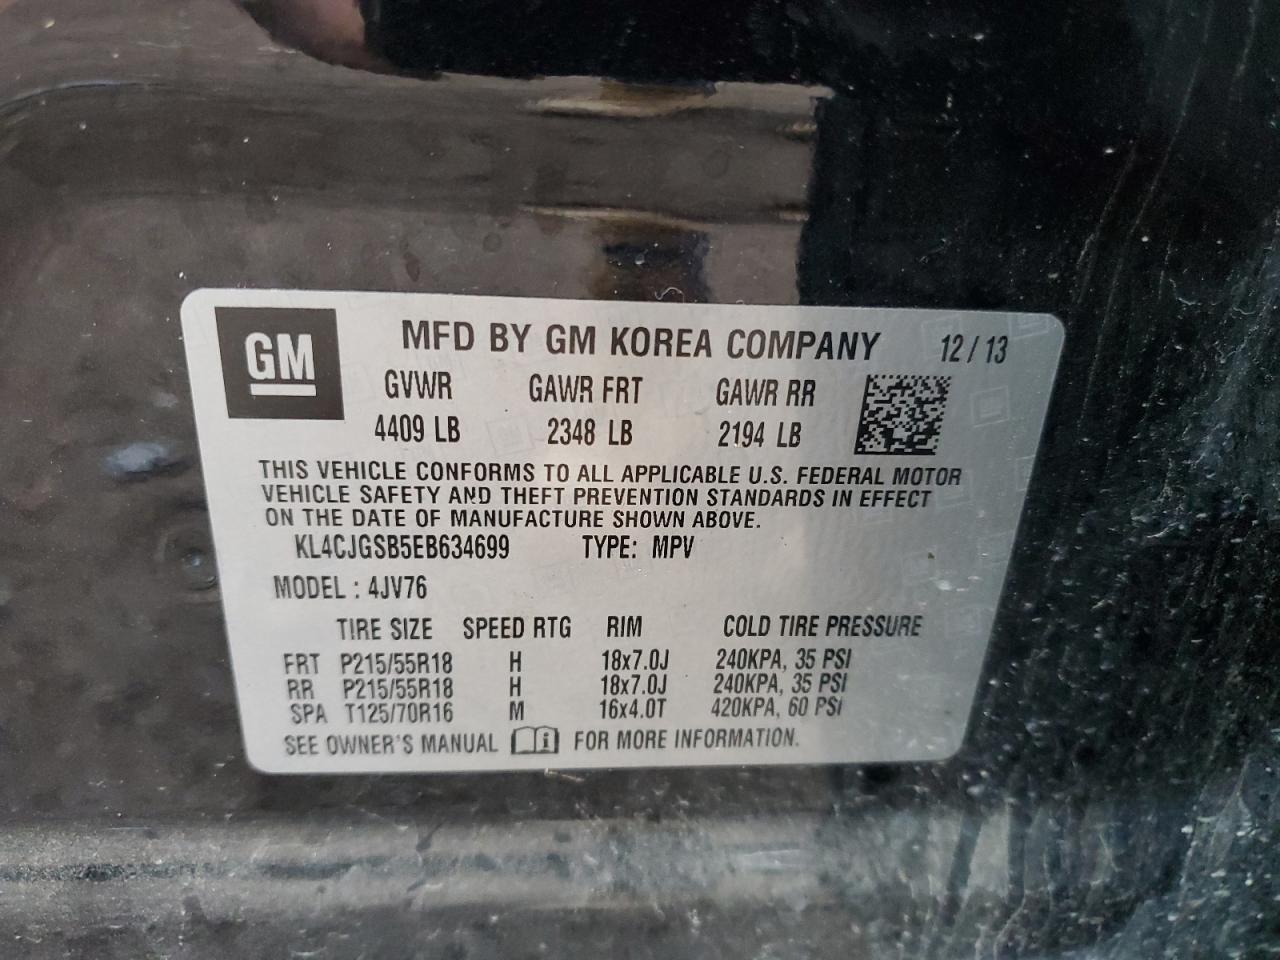 GM
MFD BY GM KOREA COMPANY 12/13
GVWR GAWR FRT GAWR RR
4409 LB 2348 LB 2194 LB
THIS VEHICLE CONFORMS TO ALL APPLICABLE U.S. FEDERAL MOTOR
VEHICLE SAFETY AND THEFT PREVENTION STANDARDS IN EFFECT
ON THE DATE OF MANUFACTURE SHOWN ABOVE.
KL4CJGSB5EB634699 TYPE: MPV
MODEL : 4JV76
TIRE SIZE SPEED RTG RIM COLD TIRE PRESSURE
FRT P215/55R18 H 18x7.0J 240KPA, 35 PSI
RR P215/55R18 H 18x7.0J 240KPA, 35 PSI
SPA T125/70R16 M 16x4.0T 420KPA, 60 PSI
SEE OWNER'S MANUAL i FOR MORE INFORMATION.